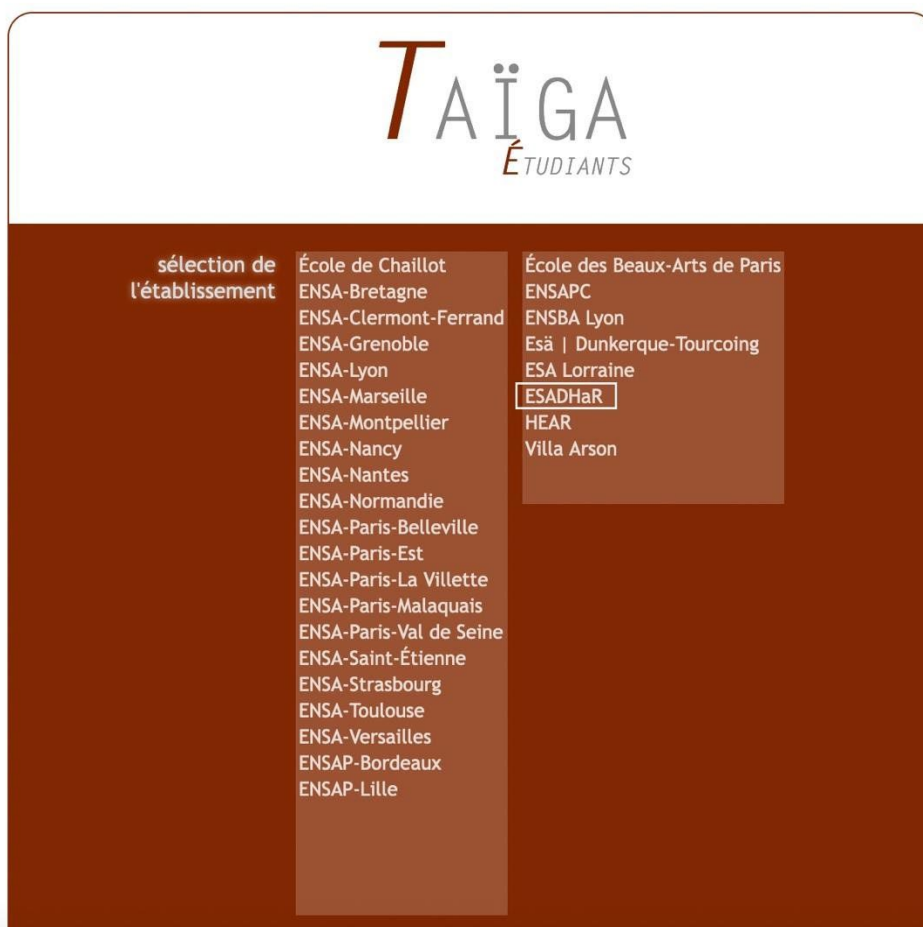 TAÏGA
ÉTUDIANTS
sélection de
l'établissement
École de Chaillot
ENSA-Bretagne
ENSA-Clermont-Ferrand
ENSA-Grenoble
ENSA-Lyon
ENSA-Marseille
ENSA-Montpellier
ENSA-Nancy
ENSA-Nantes
ENSA-Normandie
ENSA-Paris-Belleville
ENSA-Paris-Est
ENSA-Paris-La Villette
ENSA-Paris-Malaquais
ENSA-Paris-Val de Seine
ENSA-Saint-Étienne
ENSA-Strasbourg
ENSA-Toulouse
ENSA-Versailles
ENSAP-Bordeaux
ENSAP-Lille
École des Beaux-Arts de Paris
ENSAPC
ENSBA Lyon
Esä | Dunkerque-Tourcoing
ESA Lorraine
ESADHaR
HEAR
Villa Arson